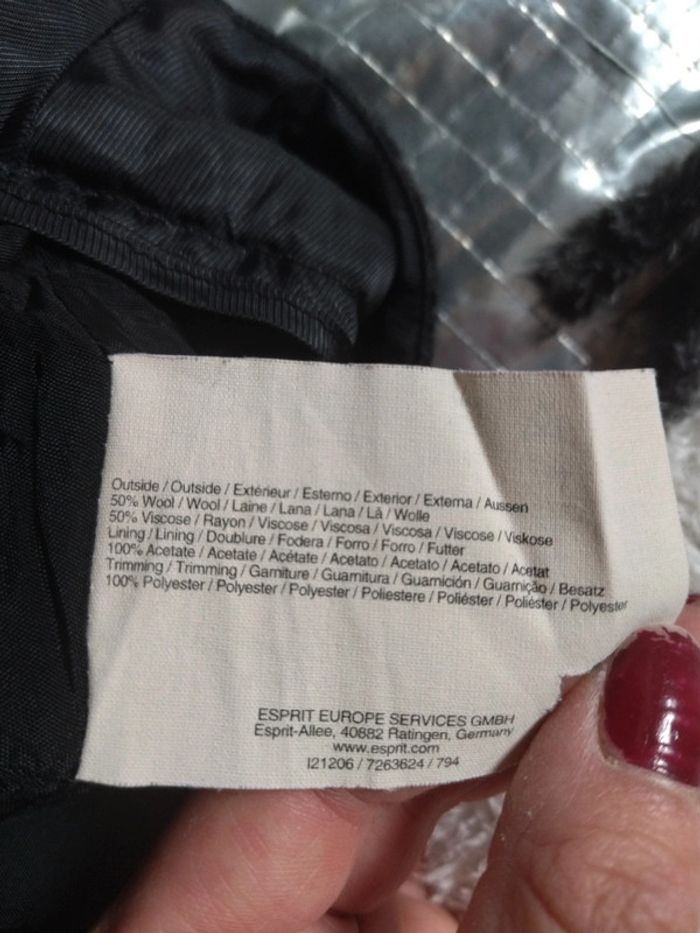 Outside / Outside / Extérieur / Esterno / Exterior / Externa / Aussen
50% Wool / Wool / Laine / Lana / Lana / Lã / Wolle
50% Viscose / Rayon / Viscose / Viscosa / Viscosa / Viscose / Viskose
Lining / Lining / Doublure / Fodera / Forro / Forro / Futter
100% Acetate / Acetate / Acétate / Acetato / Acetato / Acetato / Acetat
Trimming / Trimming / Garniture / Guarnitura / Guarnición / Guarnição / Besatz
100% Polyester / Polyester / Polyester / Poliestere / Poliéster / Poliéster / Polyester
ESPRIT EUROPE SERVICES GMBH
Esprit-Allee, 40882 Ratingen, Germany
www.esprit.com
I21206 / 7263624 / 794